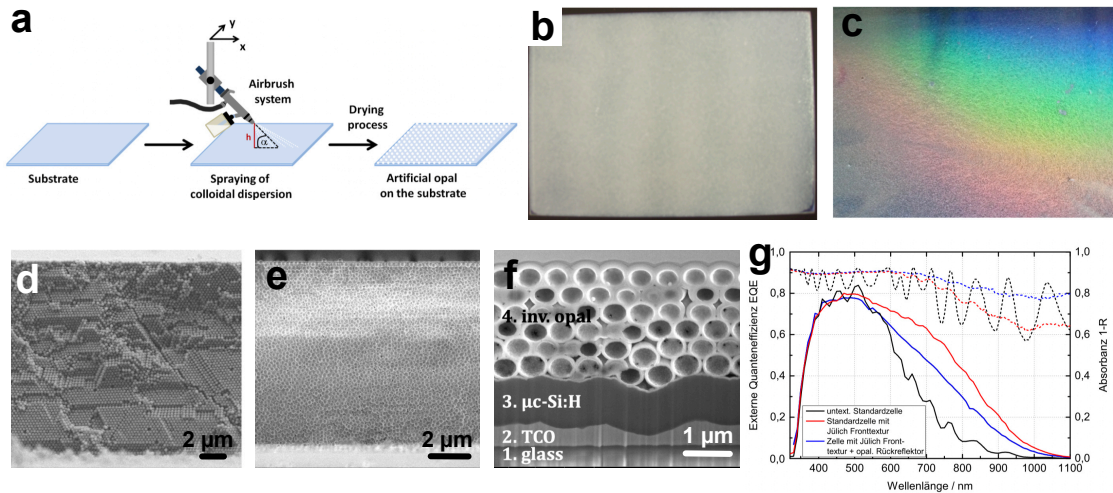 a
y
x
Airbrush
system
h
α
Drying
process
Substrate
Spraying of
colloidal dispersion
Artificial opal
on the substrate
b
c
d
2 µm
e
2 µm
f
4. inv. opal
3. µc-Si:H
2. TCO
1. glass
1 µm
g
Externe Quanteneffizienz EQE
1,0
0,8
0,6
0,4
0,2
0,0
untext. Standardzelle
Standardzelle mit
Jülich Fronttextur
Zelle mit Jülich Front-
textur + opal. Rückreflektor
400 500 600 700 800 900 1000 1100
Wellenlänge / nm
1,0
0,8
0,6
0,4
0,2
0,0
Absorbanz 1-R